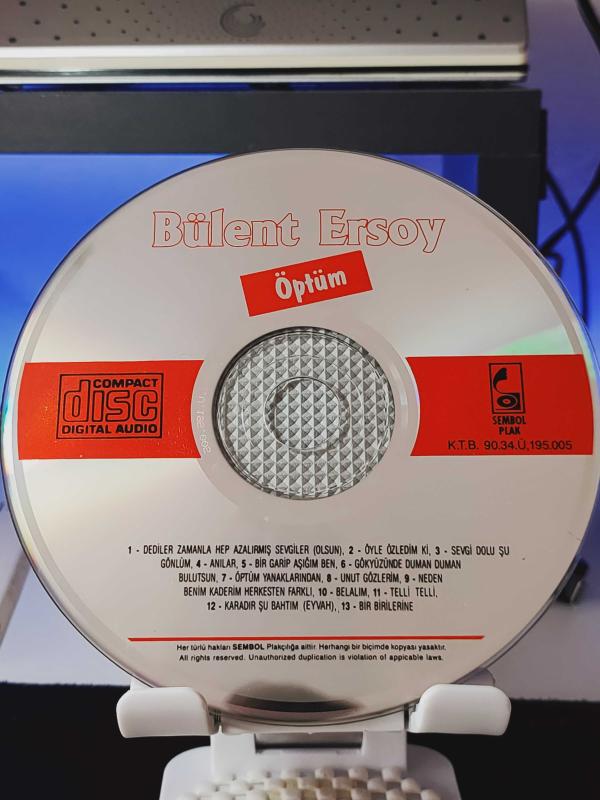 Bülent Ersoy
Öptüm
COMPACT
disc
DIGITAL AUDIO
SEMBOL
PLAK
K.T.B. 90.34.Ü,195.005
1 - DEDİLER ZAMANLA HEP AZALIRMIŞ SEVGİLER (OLSUN), 2 - ÖYLE ÖZLEDİM Kİ, 3 - SEVGİ DOLU ŞU
GÖNLÜM, 4 - ANILAR, 5 - BİR GARİP AŞIĞIM BEN, 6 - GÖKYÜZÜNDE DUMAN DUMAN
BULUTSUN, 7 - ÖPTÜM YANAKLARINDAN, 8 - UNUT GÖZLERİM, 9 - NEDEN
BENİM KADERİM HERKESTEN FARKLI, 10 - BELALIM, 11 - TELLİ TELLİ,
12 - KARADIR ŞU BAHTIM (EYVAH), 13 - BİR BİRİLERİNE
Her türlü hakları SEMBOL Plakçılığa aittir. Herhangi bir biçimde kopyası yasaktır.
All rights reserved. Unauthorized duplication is violation of appicable laws.